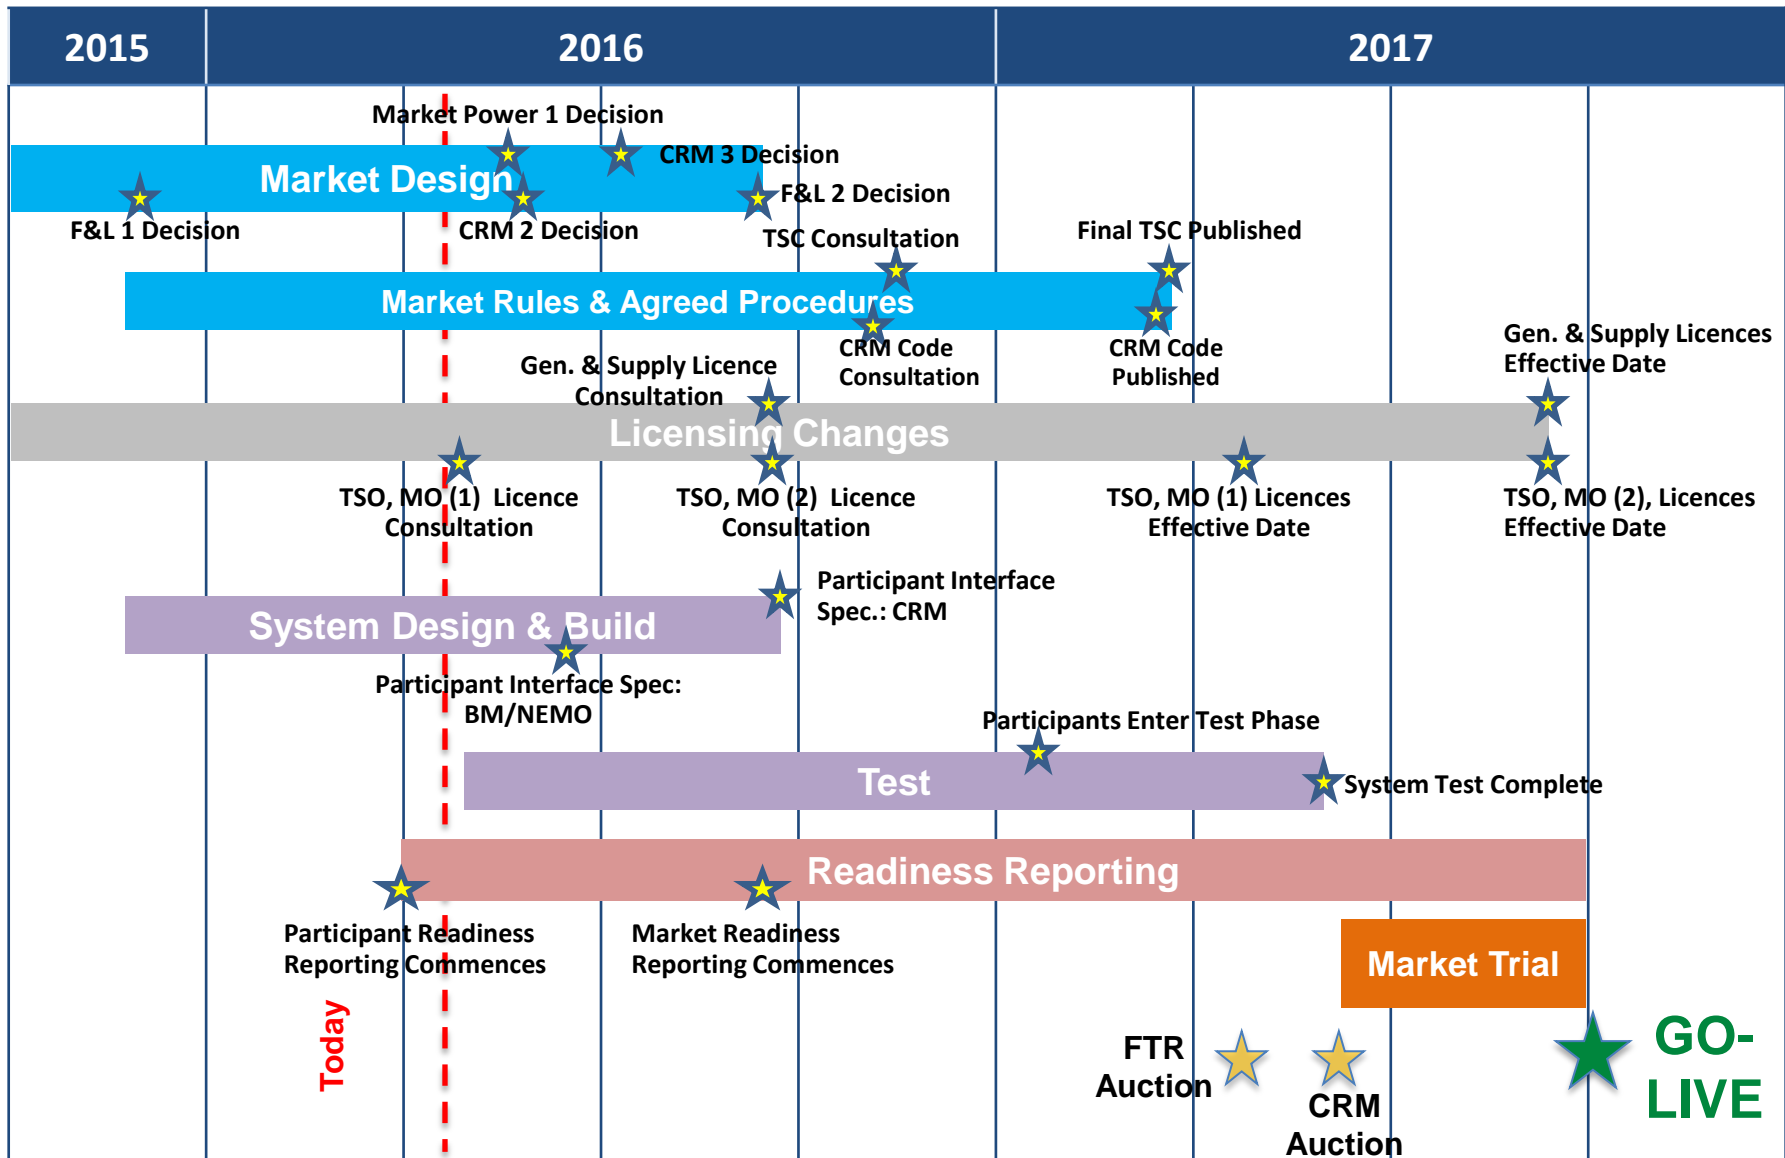 2015
2016
2017
Market Power 1 Decision
CRM 3 Decision
Market Design
F&L 2 Decision
F&L 1 Decision
CRM 2 Decision
TSC Consultation
Final TSC Published
Market Rules & Agreed Procedures
CRM Code
Consultation
CRM Code
Published
Gen. & Supply Licences
Effective Date
Gen. & Supply Licence
Consultation
Licensing Changes
TSO, MO (1)  Licence
Consultation
TSO, MO (2)  Licence
Consultation
TSO, MO (1) Licences
Effective Date
TSO, MO (2), Licences
Effective Date
Participant Interface
Spec.: CRM
System Design & Build
Participant Interface Spec:
BM/NEMO
Participants Enter Test Phase
Test
System Test Complete
Readiness Reporting
Participant Readiness
Reporting Commences
Market Readiness
Reporting Commences
Market Trial
Today
FTR
Auction
CRM
Auction
GO-
LIVE